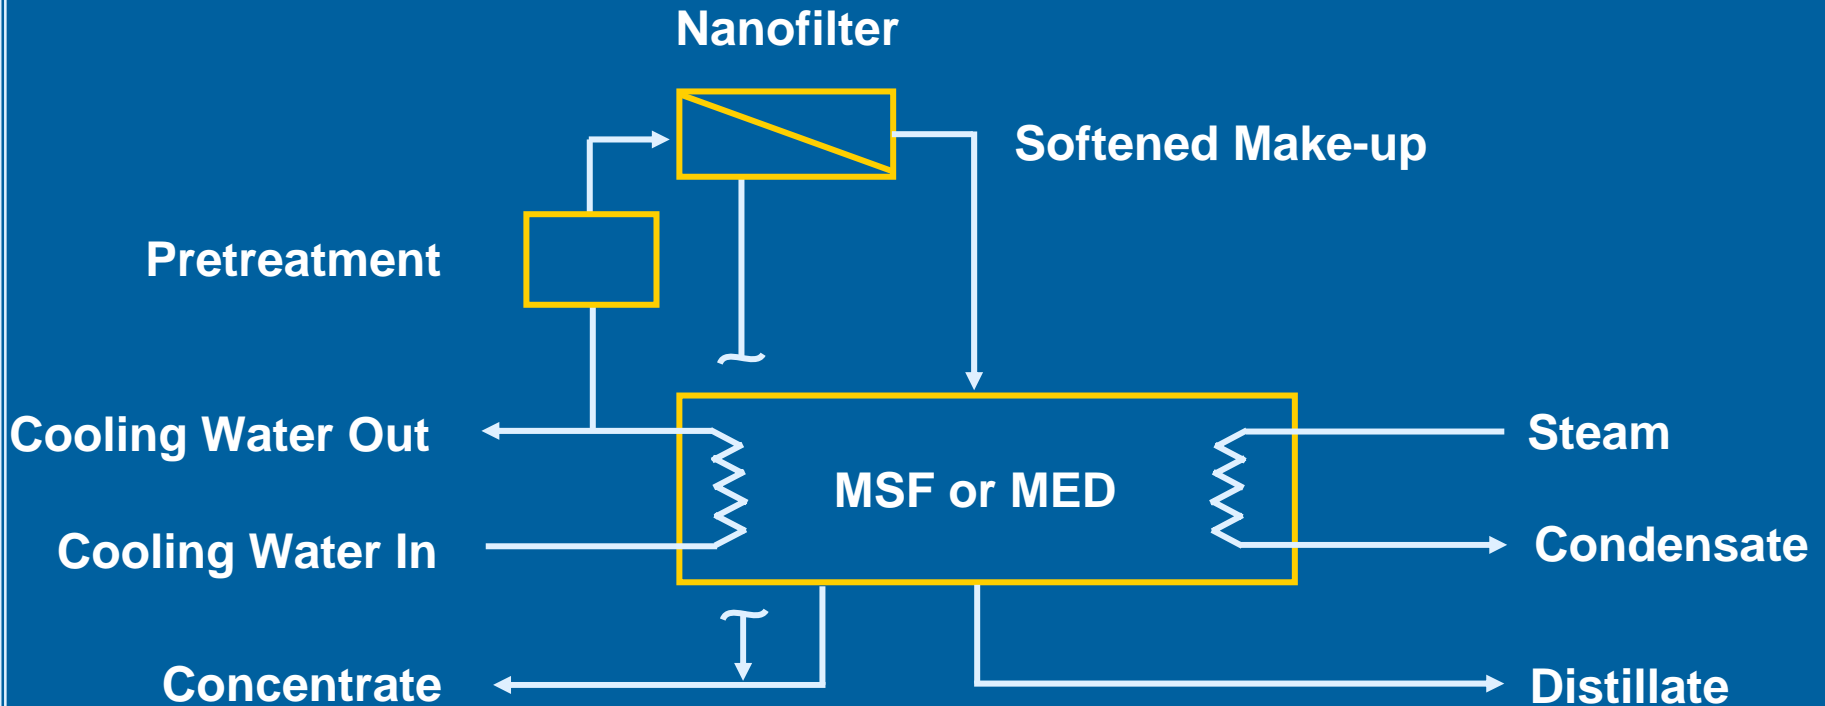 Nanofilter
Softened Make-up
Pretreatment
Cooling Water Out
Steam
MSF or MED
Cooling Water In
Condensate
Concentrate
Distillate